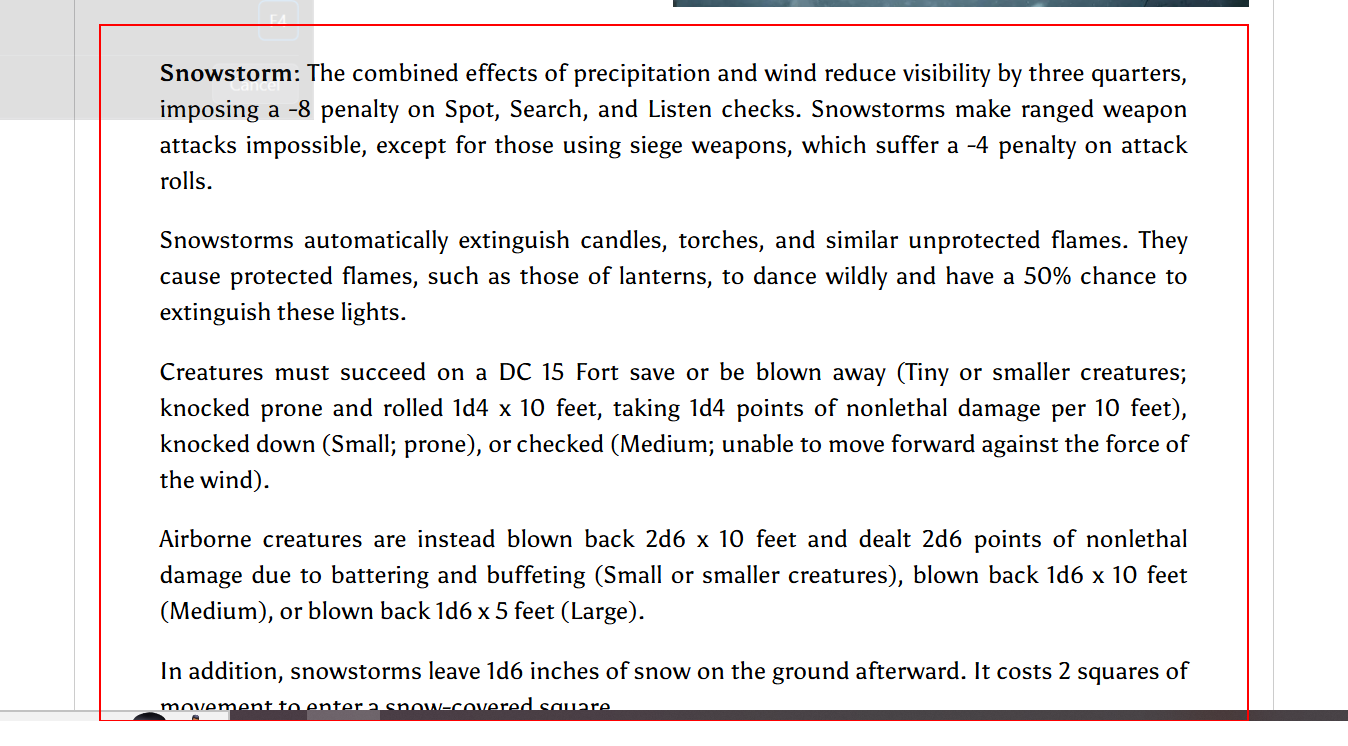 F4
Cancel
Snowstorm: The combined effects of precipitation and wind reduce visibility by three quarters,
imposing a -8 penalty on Spot, Search, and Listen checks. Snowstorms make ranged weapon
attacks impossible, except for those using siege weapons, which suffer a -4 penalty on attack
rolls.
Snowstorms automatically extinguish candles, torches, and similar unprotected flames. They
cause protected flames, such as those of lanterns, to dance wildly and have a 50% chance to
extinguish these lights.
Creatures must succeed on a DC 15 Fort save or be blown away (Tiny or smaller creatures;
knocked prone and rolled 1d4 x 10 feet, taking 1d4 points of nonlethal damage per 10 feet),
knocked down (Small; prone), or checked (Medium; unable to move forward against the force of
the wind).
Airborne creatures are instead blown back 2d6 x 10 feet and dealt 2d6 points of nonlethal
damage due to battering and buffeting (Small or smaller creatures), blown back 1d6 x 10 feet
(Medium), or blown back 1d6 x 5 feet (Large).
In addition, snowstorms leave 1d6 inches of snow on the ground afterward. It costs 2 squares of
movement to enter a snow-covered square